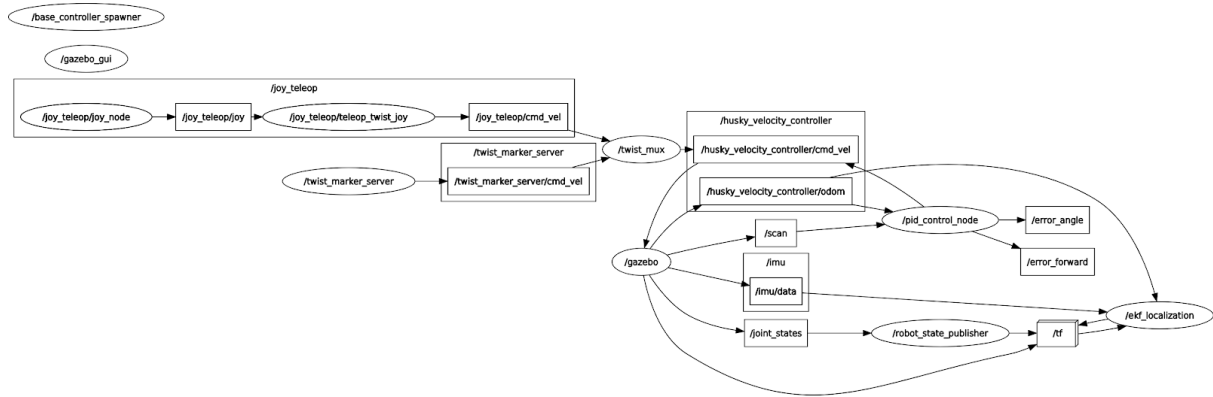 /base_controller_spawner
/gazebo_gui
/joy_teleop
/joy_teleop/joy_node
/joy_teleop/joy
/joy_teleop/teleop_twist_joy
/joy_teleop/cmd_vel
/twist_marker_server
/twist_marker_server
/twist_marker_server/cmd_vel
/twist_mux
/husky_velocity_controller
/husky_velocity_controller/cmd_vel
/husky_velocity_controller/odom
/gazebo
/scan
/imu
/imu/data
/joint_states
/pid_control_node
/error_angle
/error_forward
/robot_state_publisher
/tf
/ekf_localization